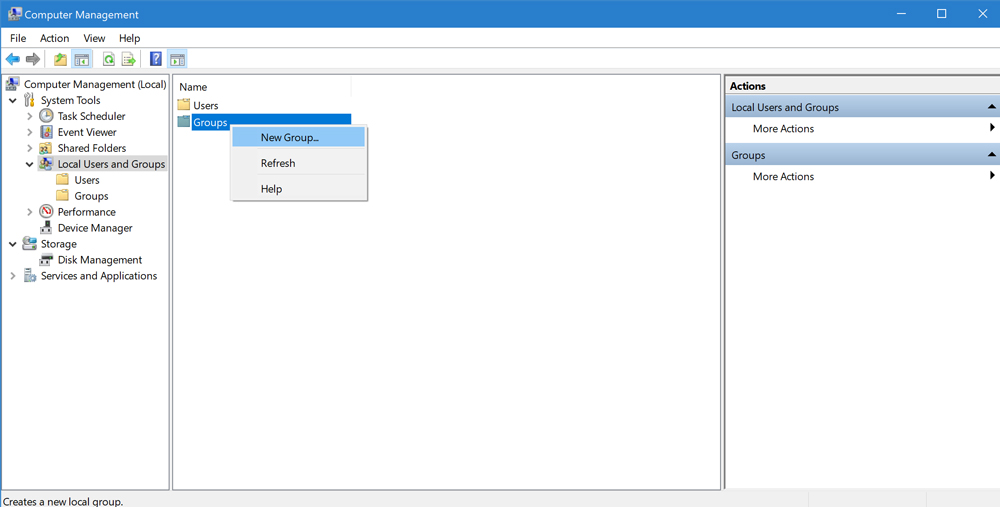 Computer Management
File Action View Help
Computer Management (Local)
System Tools
Task Scheduler
Event Viewer
Shared Folders
Local Users and Groups
Users
Groups
Performance
Device Manager
Storage
Disk Management
Services and Applications
Name
Users
Groups
New Group...
Refresh
Help
Actions
Local Users and Groups
More Actions
Groups
More Actions
Creates a new local group.